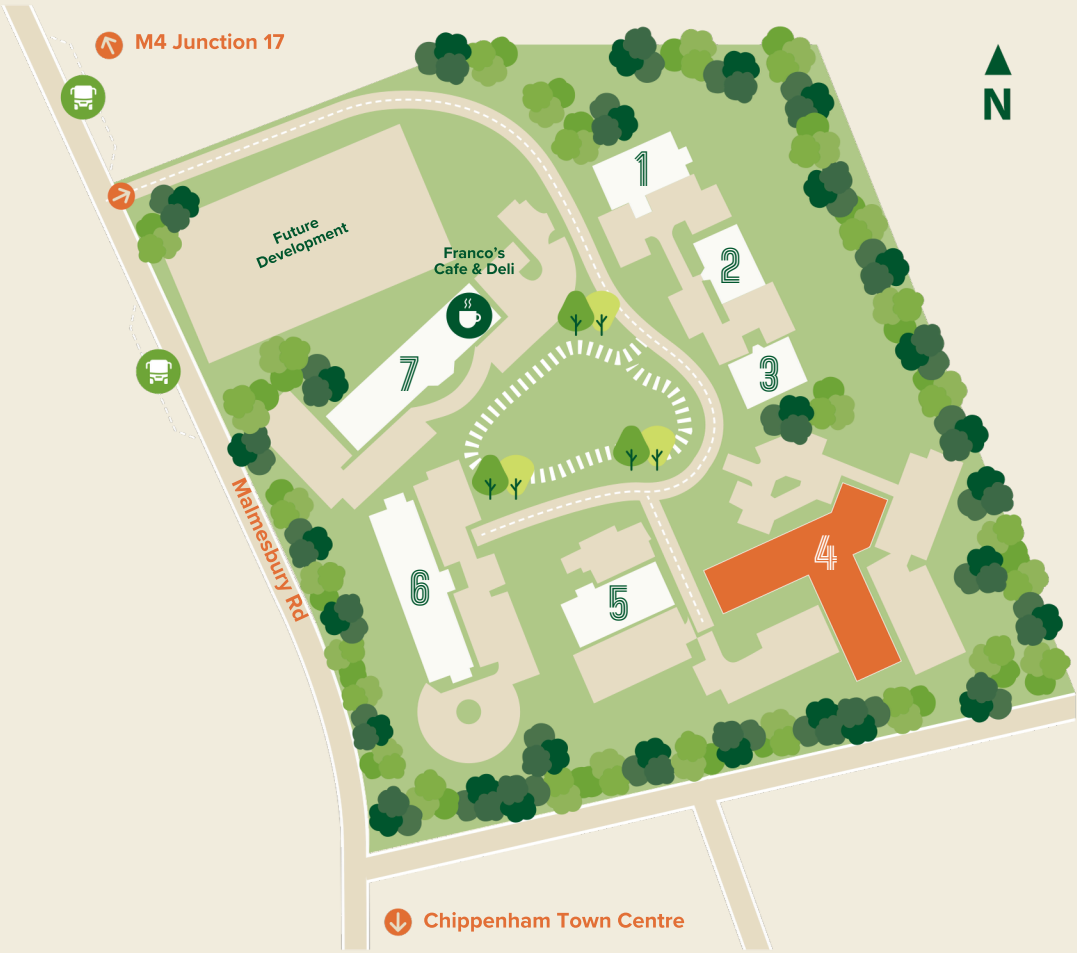 M4 Junction 17
N
1
Future
Development
2
Franco's
Cafe & Deli
7
3
Malmesbury Rd
4
6
5
Chippenham Town Centre